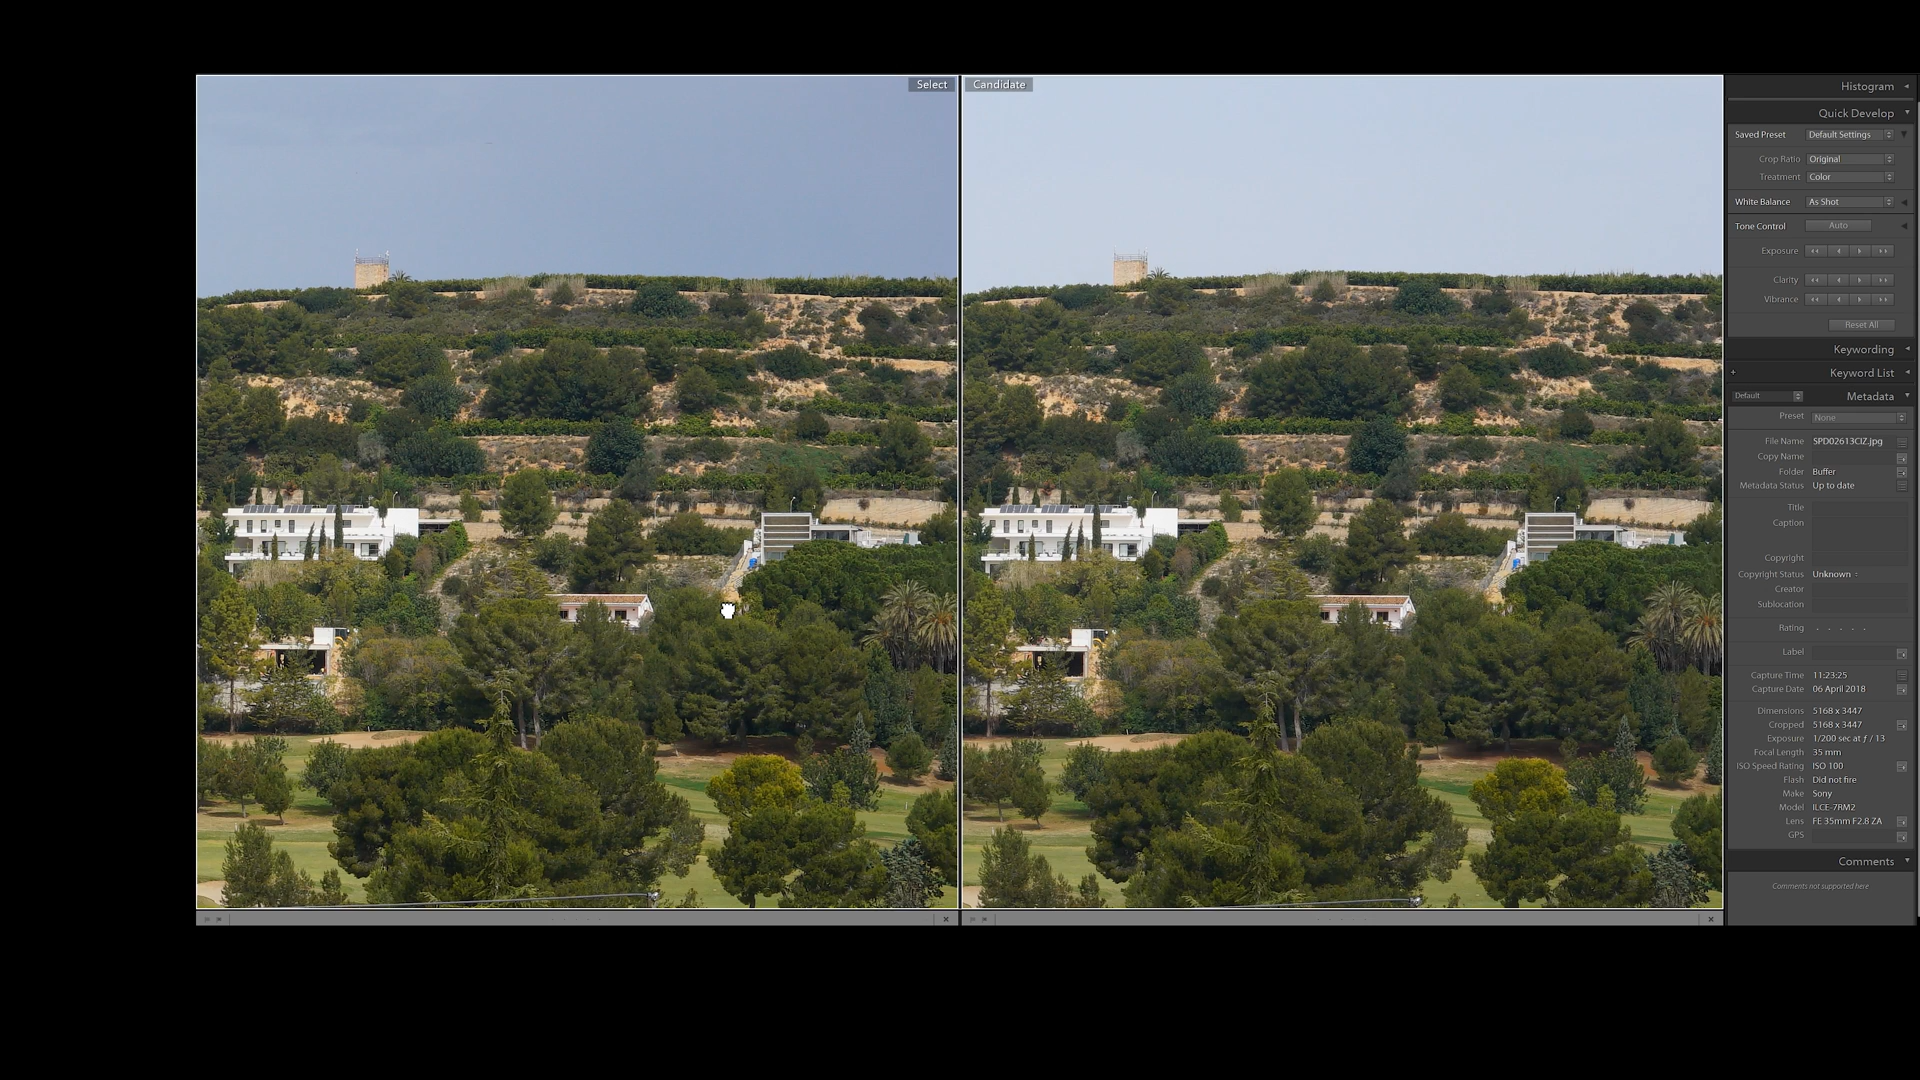 Select
Candidate
Histogram
Quick Develop
Saved Preset Default Settings
Crop Ratio Original
Treatment Color
White Balance As Shot
Tone Control Auto
Exposure
Clarity
Vibrance
Reset All
Keywording
+ Keyword List
Default Metadata
Preset None
File Name SPD02613CIZ.jpg
Copy Name
Folder Buffer
Metadata Status Up to date
Title
Caption
Copyright
Copyright Status Unknown
Creator
Sublocation
Rating · · · · ·
Label
Capture Time 11:23:25
Capture Date 06 April 2018
Dimensions 5168 x 3447
Cropped 5168 x 3447
Exposure 1/200 sec at ƒ / 13
Focal Length 35 mm
ISO Speed Rating ISO 100
Flash Did not fire
Make Sony
Model ILCE-7RM2
Lens FE 35mm F2.8 ZA
GPS
Comments
Comments not supported here